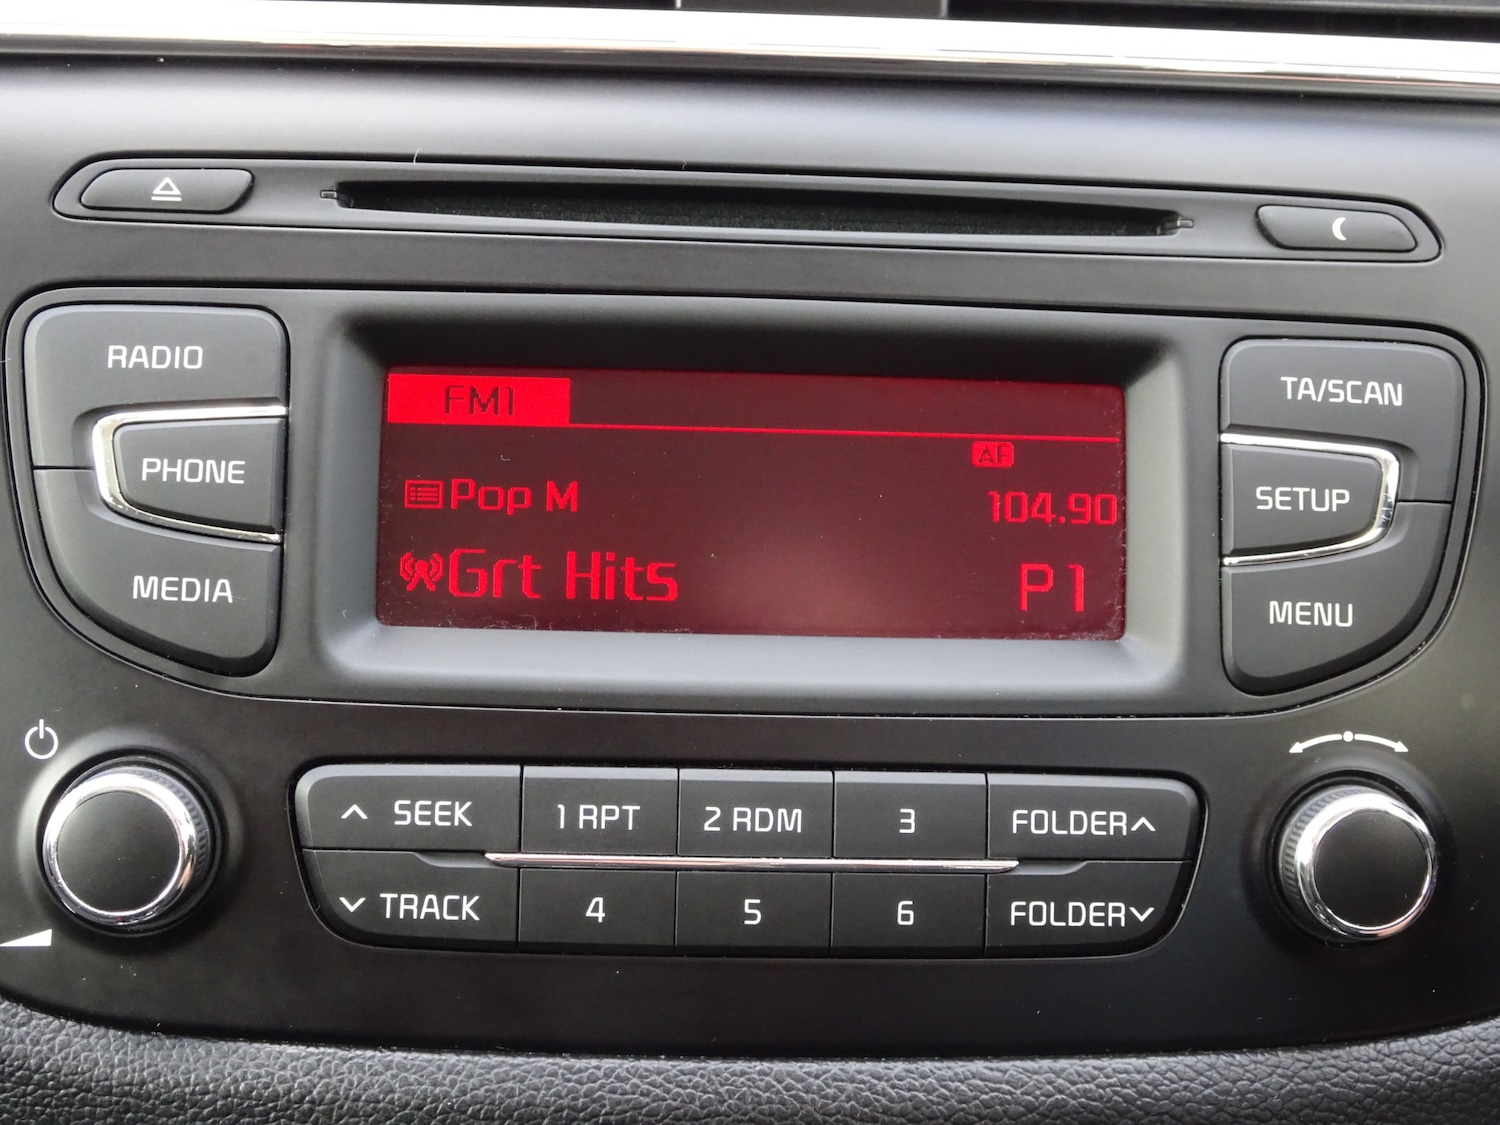 RADIO
PHONE
MEDIA
FM1
AF
Pop M
104.90
Grt Hits
P1
TA/SCAN
SETUP
MENU
SEEK
1 RPT
2 RDM
3
FOLDER
TRACK
4
5
6
FOLDER